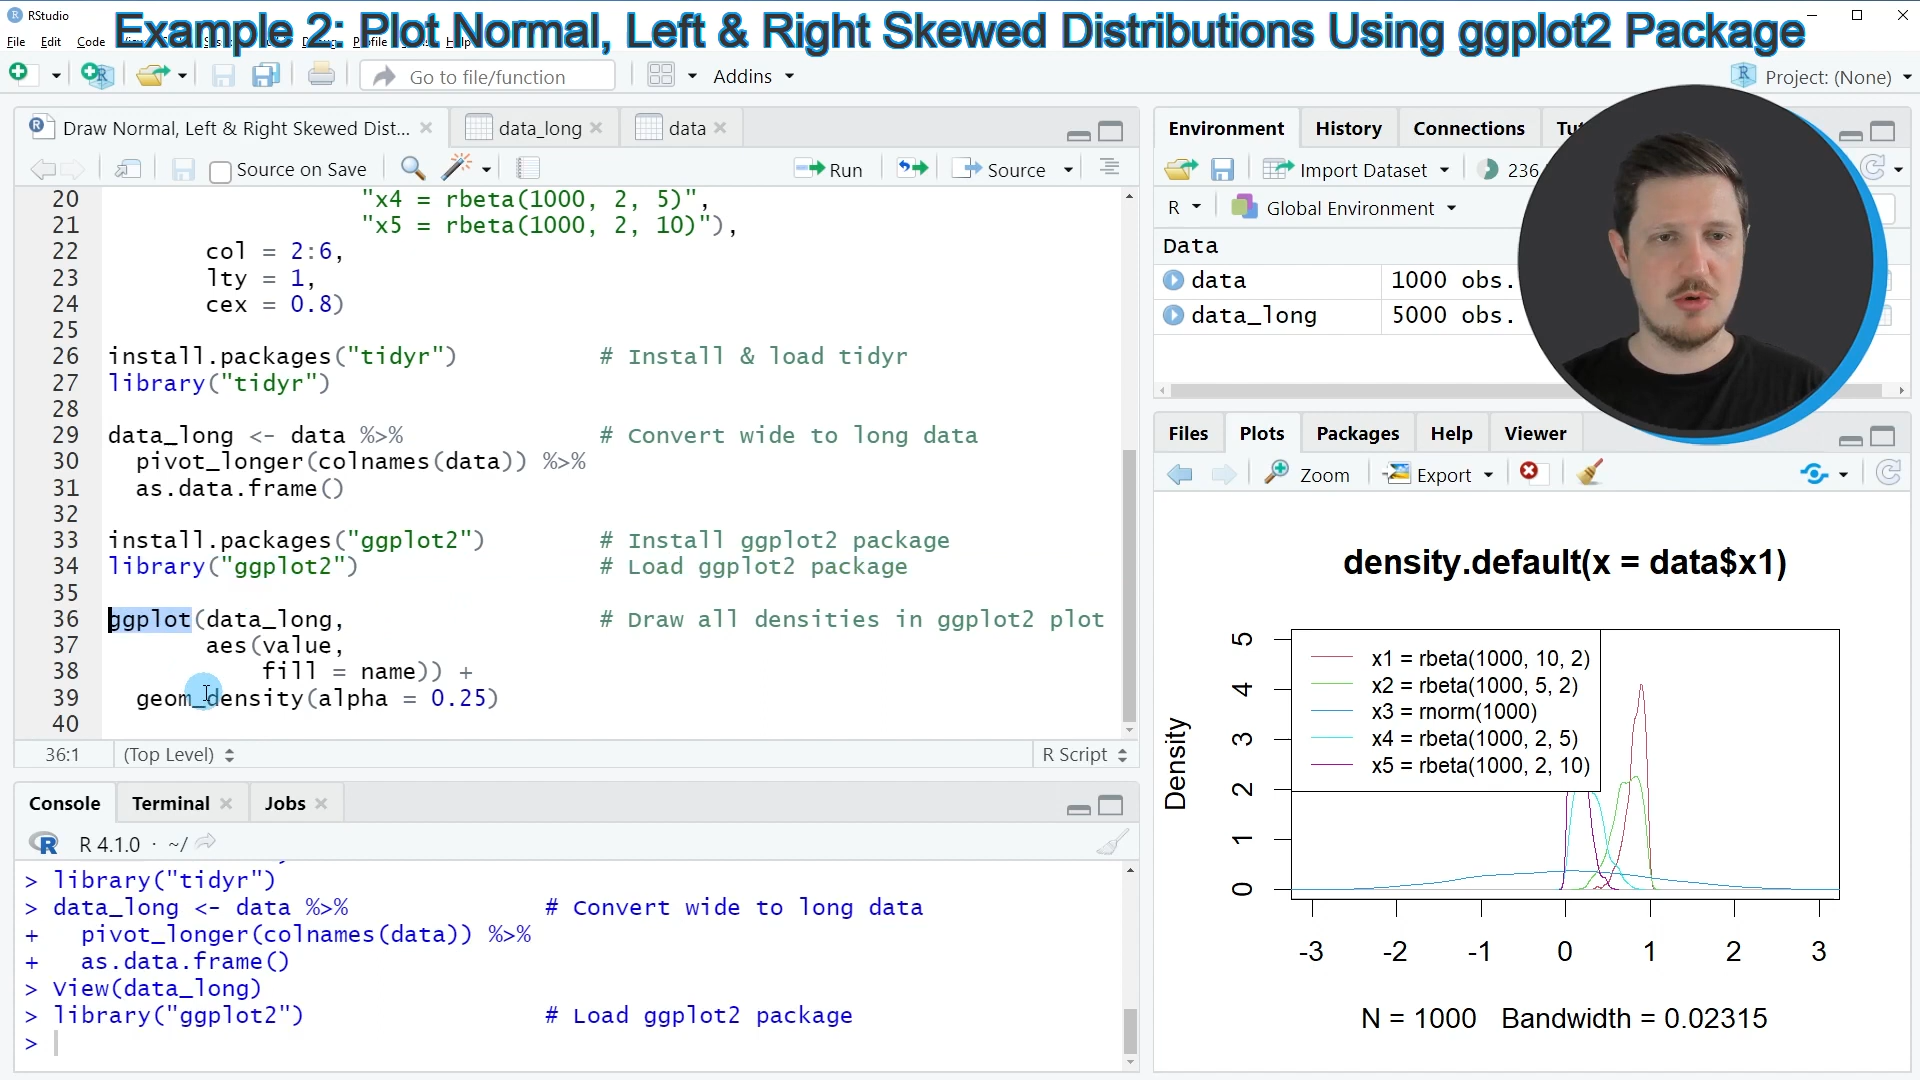 RStudio
Example 2: Plot Normal, Left & Right Skewed Distributions Using ggplot2 Package
File Edit Code Profile Help
Go to file/function
Addins
Project: (None)
Draw Normal, Left & Right Skewed Dist...
data_long
data
Source on Save
Run
Source
20 "x4 = rbeta(1000, 2, 5)",
21 "x5 = rbeta(1000, 2, 10)"),
22 col = 2:6,
23 lty = 1,
24 cex = 0.8)
25
26 install.packages("tidyr") # Install & load tidyr
27 library("tidyr")
28
29 data_long <- data %>% # Convert wide to long data
30 pivot_longer(colnames(data)) %>%
31 as.data.frame()
32
33 install.packages("ggplot2") # Install ggplot2 package
34 library("ggplot2") # Load ggplot2 package
35
36 ggplot(data_long, # Draw all densities in ggplot2 plot
37 aes(value,
38 fill = name)) +
39 geom_density(alpha = 0.25)
40
36:1 (Top Level) R Script
Console Terminal Jobs
R 4.1.0 · ~/
> library("tidyr")
> data_long <- data %>% # Convert wide to long data
+ pivot_longer(colnames(data)) %>%
+ as.data.frame()
> View(data_long)
> library("ggplot2") # Load ggplot2 package
>
Environment History Connections
Import Dataset 236
R Global Environment
Data
data 1000 obs.
data_long 5000 obs.
Files Plots Packages Help Viewer
Zoom Export
density.default(x = data$x1)
x1 = rbeta(1000, 10, 2)
x2 = rbeta(1000, 5, 2)
x3 = rnorm(1000)
x4 = rbeta(1000, 2, 5)
x5 = rbeta(1000, 2, 10)
Density
5
4
3
2
1
0
-3 -2 -1 0 1 2 3
N = 1000 Bandwidth = 0.02315